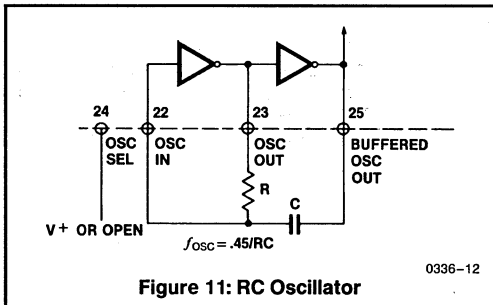 24 22 23 25
OSC SEL
OSC IN
OSC OUT
BUFFERED OSC OUT
R
C
V+ OR OPEN
fOSC = .45/RC
0336-12
Figure 11: RC Oscillator